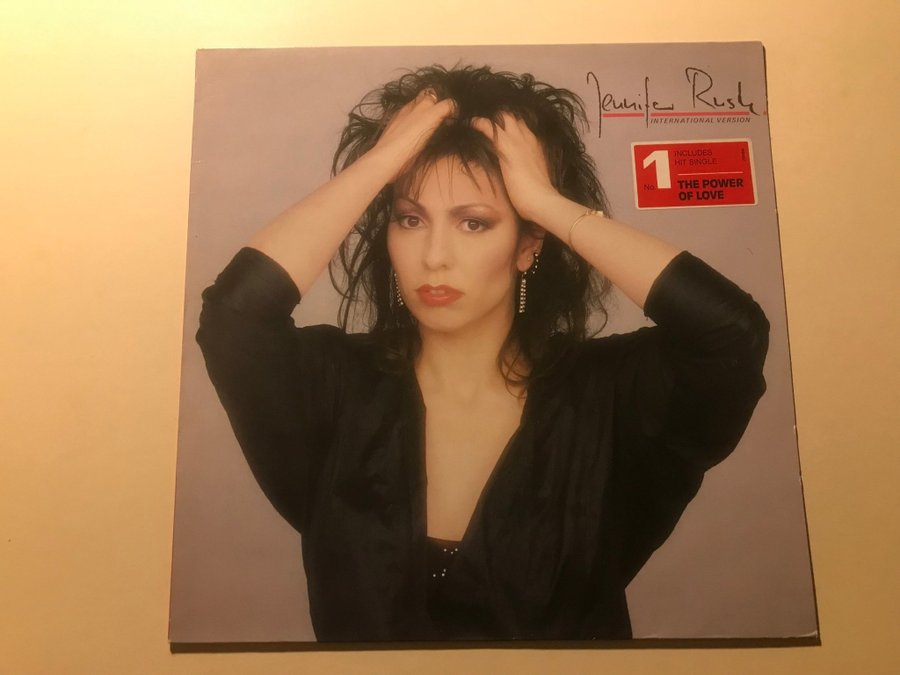 Jennifer Rush
INTERNATIONAL VERSION
No.1
INCLUDES
HIT SINGLE
THE POWER
OF LOVE